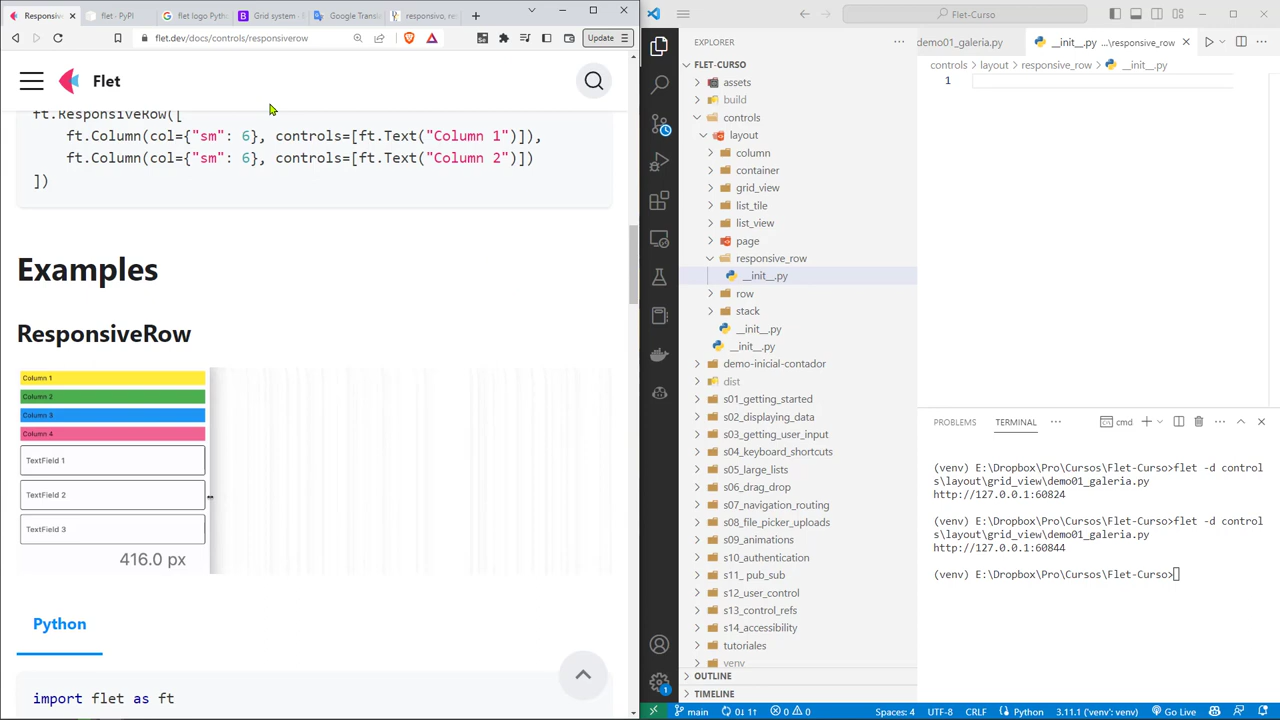 Responsiv
flet · PyPI
flet logo Pyth
Grid system ·
Google Transl
responsivo, re
flet.dev/docs/controls/responsiverow
Update
Flet
ft.ResponsiveRow([
ft.Column(col={"sm": 6}, controls=[ft.Text("Column 1")]),
ft.Column(col={"sm": 6}, controls=[ft.Text("Column 2")])
])
Examples
ResponsiveRow
Column 1
Column 2
Column 3
Column 4
TextField 1
TextField 2
TextField 3
416.0 px
Python
import flet as ft
Flet-Curso
EXPLORER
FLET-CURSO
assets
build
controls
layout
column
container
grid_view
list_tile
list_view
page
responsive_row
__init__.py
row
stack
__init__.py
__init__.py
demo-inicial-contador
dist
s01_getting_started
s02_displaying_data
s03_getting_user_input
s04_keyboard_shortcuts
s05_large_lists
s06_drag_drop
s07_navigation_routing
s08_file_picker_uploads
s09_animations
s10_authentication
s11_ pub_sub
s12_user_control
s13_control_refs
s14_accessibility
tutoriales
venv
OUTLINE
TIMELINE
demo01_galeria.py
__init__.py ...\responsive_row
controls > layout > responsive_row > __init__.py
1
PROBLEMS TERMINAL ··· cmd
(venv) E:\Dropbox\Pro\Cursos\Flet-Curso>flet -d control
s\layout\grid_view\demo01_galeria.py
http://127.0.0.1:60824
(venv) E:\Dropbox\Pro\Cursos\Flet-Curso>flet -d control
s\layout\grid_view\demo01_galeria.py
http://127.0.0.1:60844
(venv) E:\Dropbox\Pro\Cursos\Flet-Curso>
main 0↓ 1↑ 0 0 Spaces: 4 UTF-8 CRLF Python 3.11.1 ('venv': venv) Go Live